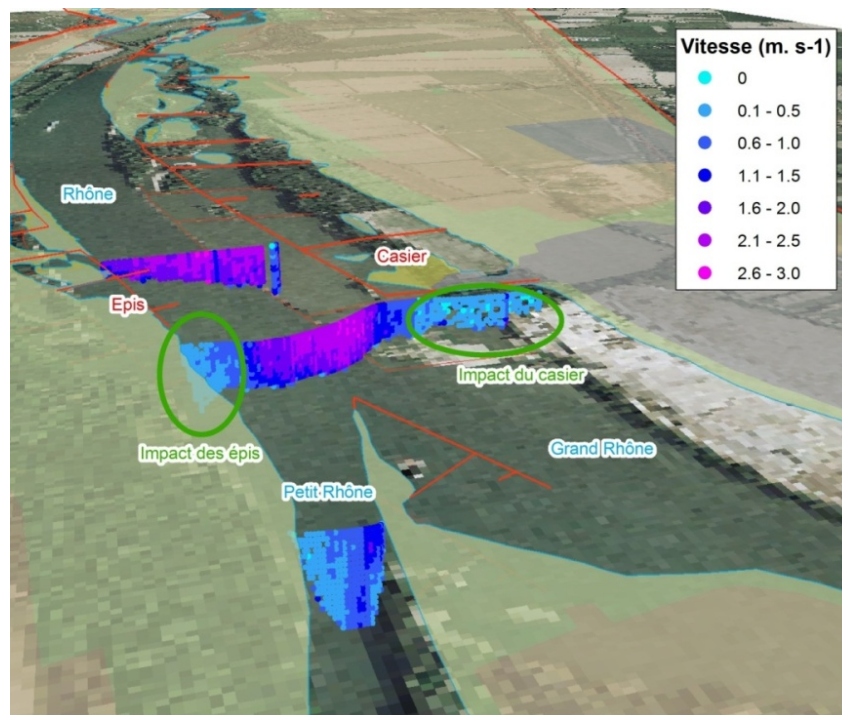 Vitesse (m. s-1)
0
0.1 - 0.5
0.6 - 1.0
1.1 - 1.5
1.6 - 2.0
2.1 - 2.5
2.6 - 3.0
Rhône
Casier
Epis
Impact du casier
Impact des épis
Grand Rhône
Petit Rhône